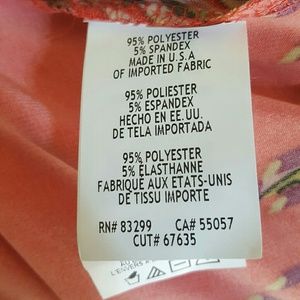 95% POLYESTER
5% SPANDEX
MADE IN U.S.A
OF IMPORTED FABRIC
95% POLIESTER
5% ESPANDEX
HECHO EN EE.UU.
DE TELA IMPORTADA
95% POLYESTER
5% ELASTHANNE
FABRIQUÉ AUX ETATS-UNIS
DE TISSU IMPORTE
RN# 83299 CA# 55057
CUT# 67635